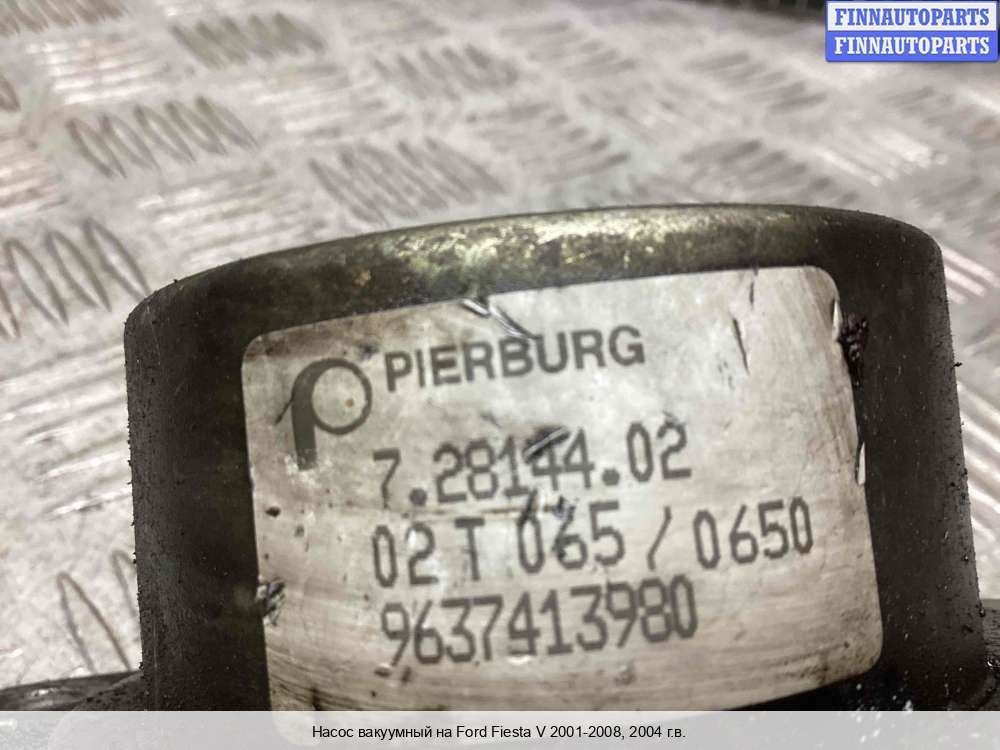 FINNAUTOPARTS
FINNAUTOPARTS
PIERBURG
7.28144.02
02 T 065 / 0650
9637413980
Насос вакуумный на Ford Fiesta V 2001-2008, 2004 г.в.